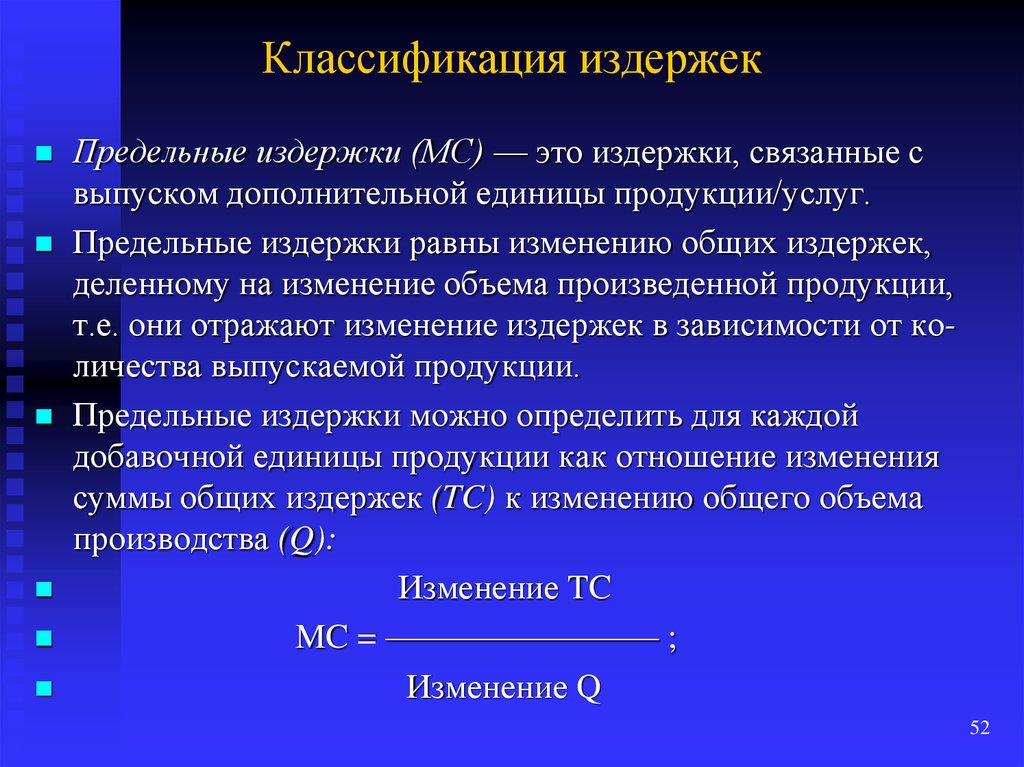 Классификация издержек
Предельные издержки (МС) — это издержки, связанные с
выпуском дополнительной единицы продукции/услуг.
Предельные издержки равны изменению общих издержек,
деленному на изменение объема произведенной продукции,
т.е. они отражают изменение издержек в зависимости от ко-
личества выпускаемой продукции.
Предельные издержки можно определить для каждой
добавочной единицы продукции как отношение изменения
суммы общих издержек (TC) к изменению общего объема
производства (Q):
Изменение TC
MC = ———————— ;
Изменение Q
52